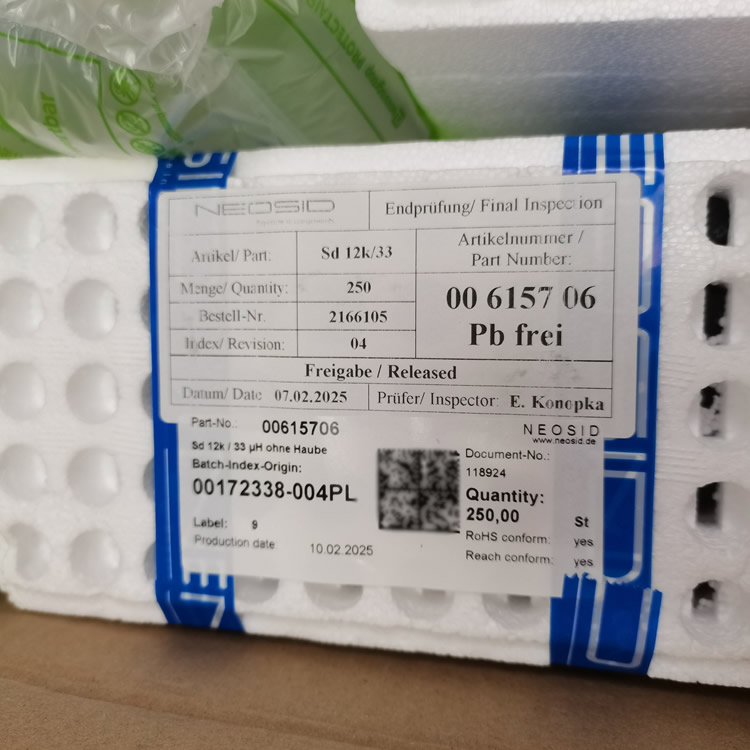 NEOSID
Endprüfung/ Final Inspection
Artikel/ Part:
Sd 12k/33
Artikelnummer /
Part Number:
Menge/ Quantity:
250
00 6157 06
Pb frei
Bestell-Nr.
2166105
Index/ Revision:
04
Freigabe / Released
Datum/ Date
07.02.2025
Prüfer/ Inspector:
E. Konopka
Part-No.:
00615706
NEOSID
www.neosid.de
Sd 12k / 33 µH ohne Haube
Batch-Index-Origin:
00172338-004PL
Document-No.:
118924
Quantity:
250,00
St
Label:
9
RoHS conform:
yes
Production date
10.02.2025
Reach conform:
yes